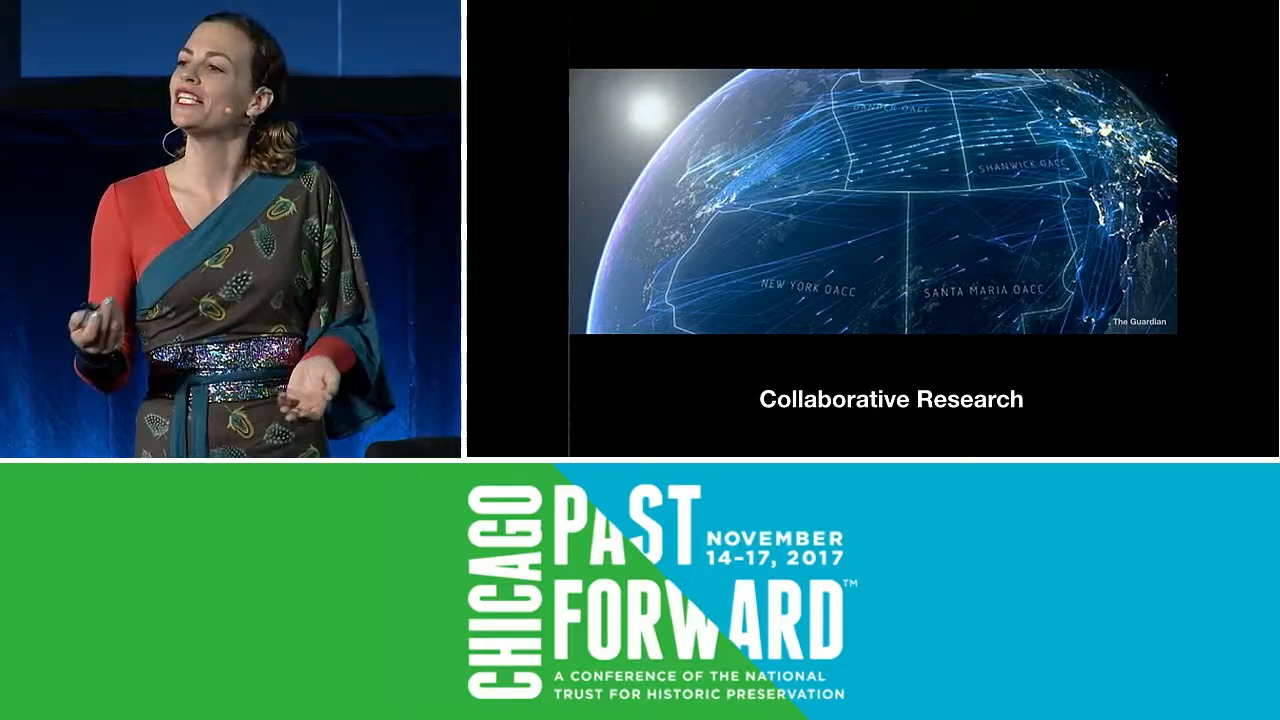 GANDER OACC
SHANWICK OACC
NEW YORK OACC
SANTA MARIA OACC
The Guardian
Collaborative Research
CHICAGO
PAST
FORWARD™
NOVEMBER
14–17, 2017
A CONFERENCE OF THE NATIONAL
TRUST FOR HISTORIC PRESERVATION